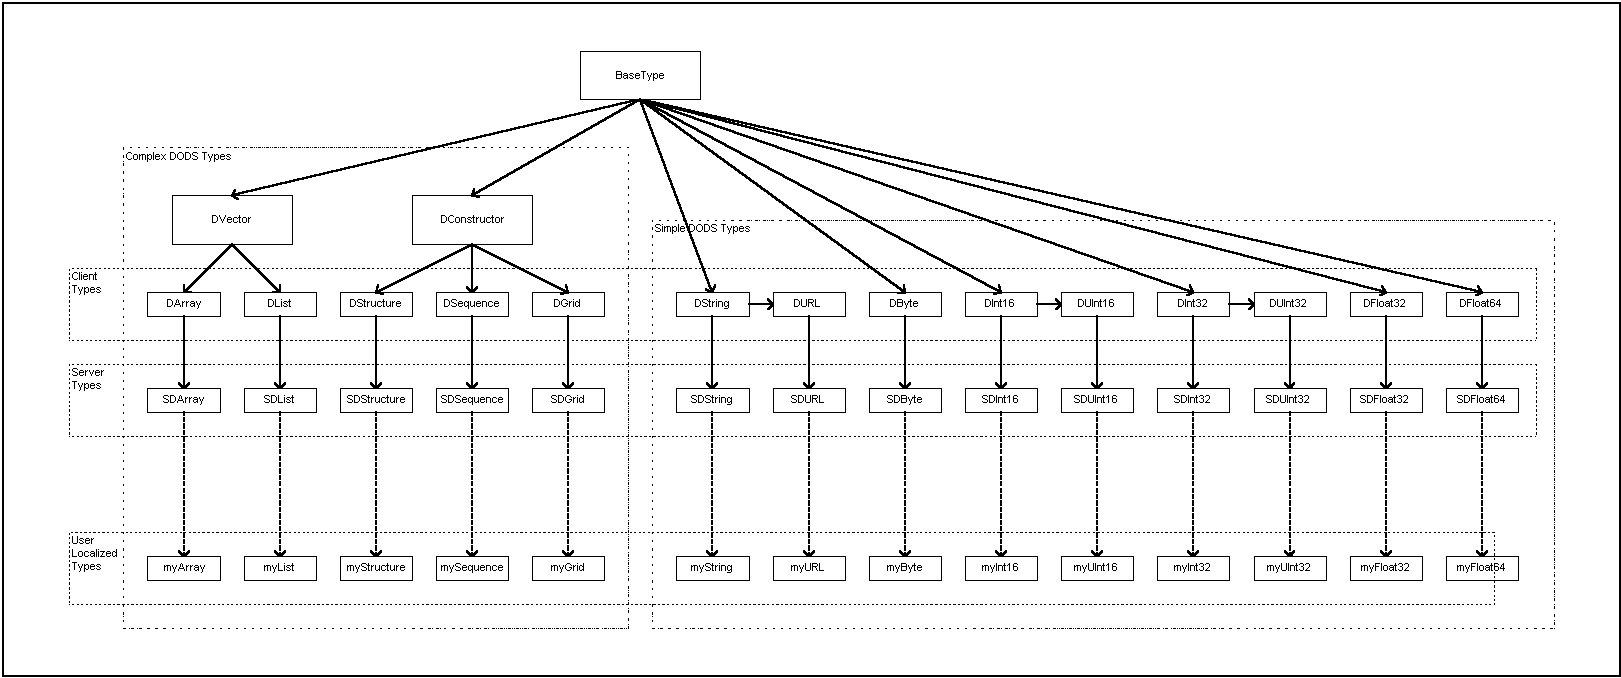 BaseType
Complex DODS Types
DVector
DConstructor
Simple DODS Types
Client
Types
DArray
DList
DStructure
DSequence
DGrid
DString
DURL
DByte
DInt16
DUInt16
DInt32
DUInt32
DFloat32
DFloat64
Server
Types
SDArray
SDList
SDStructure
SDSequence
SDGrid
SDString
SDURL
SDByte
SDInt16
SDUInt16
SDInt32
SDUInt32
SDFloat32
SDFloat64
User
Localized
Types
myArray
myList
myStructure
mySequence
myGrid
myString
myURL
myByte
myInt16
myUInt16
myInt32
myUInt32
myFloat32
myFloat64